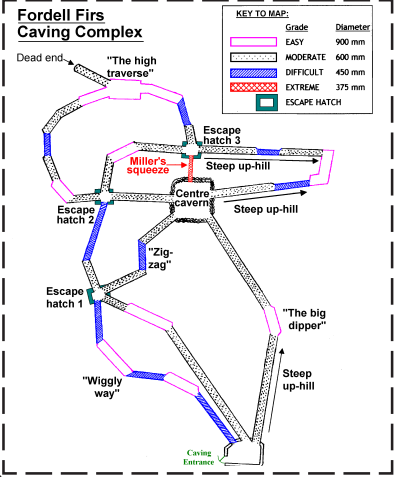 Fordell Firs
Caving Complex
KEY TO MAP:
Grade Diameter
EASY 900 mm
MODERATE 600 mm
DIFFICULT 450 mm
EXTREME 375 mm
ESCAPE HATCH
Dead end
"The high
traverse"
Escape
hatch 3
Miller's
squeeze
Steep up-hill
Centre
cavern
Steep up-hill
Escape
hatch 2
"Zig-
zag"
Escape
hatch 1
"The big
dipper"
"Wiggly
way"
Steep
up-hill
Caving
Entrance